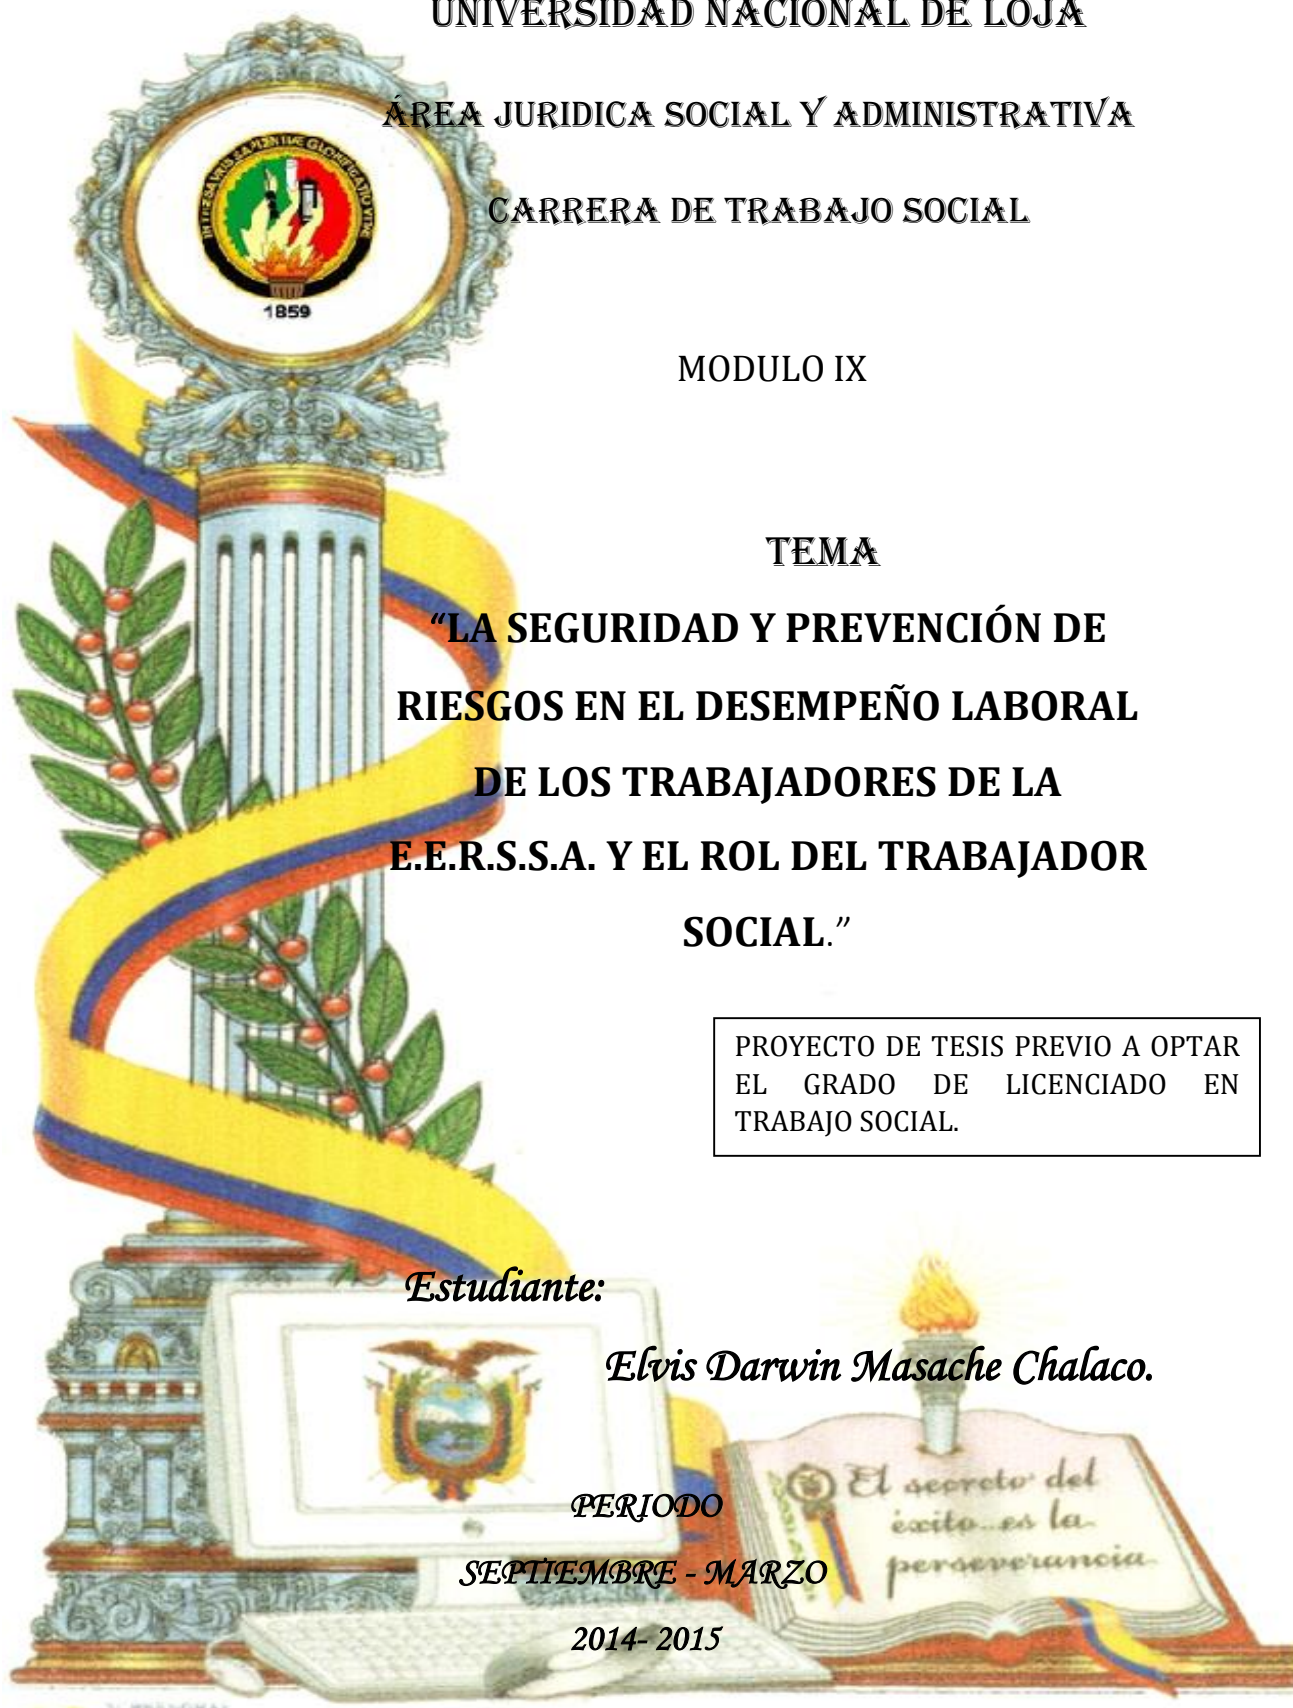 UNIVERSIDAD NACIONAL DE LOJA
ÁREA JURIDICA SOCIAL Y ADMINISTRATIVA
CARRERA DE TRABAJO SOCIAL
1859
MODULO IX
TEMA
“LA SEGURIDAD Y PREVENCIÓN DE
RIESGOS EN EL DESEMPEÑO LABORAL
DE LOS TRABAJADORES DE LA
E.E.R.S.S.A. Y EL ROL DEL TRABAJADOR
SOCIAL.”
PROYECTO DE TESIS PREVIO A OPTAR
EL GRADO DE LICENCIADO EN
TRABAJO SOCIAL.
Estudiante:
Elvis Darwin Masache Chalaco.
El secreto del
éxito...es la
perseverancia
PERIODO
SEPTIEMBRE - MARZO
2014- 2015